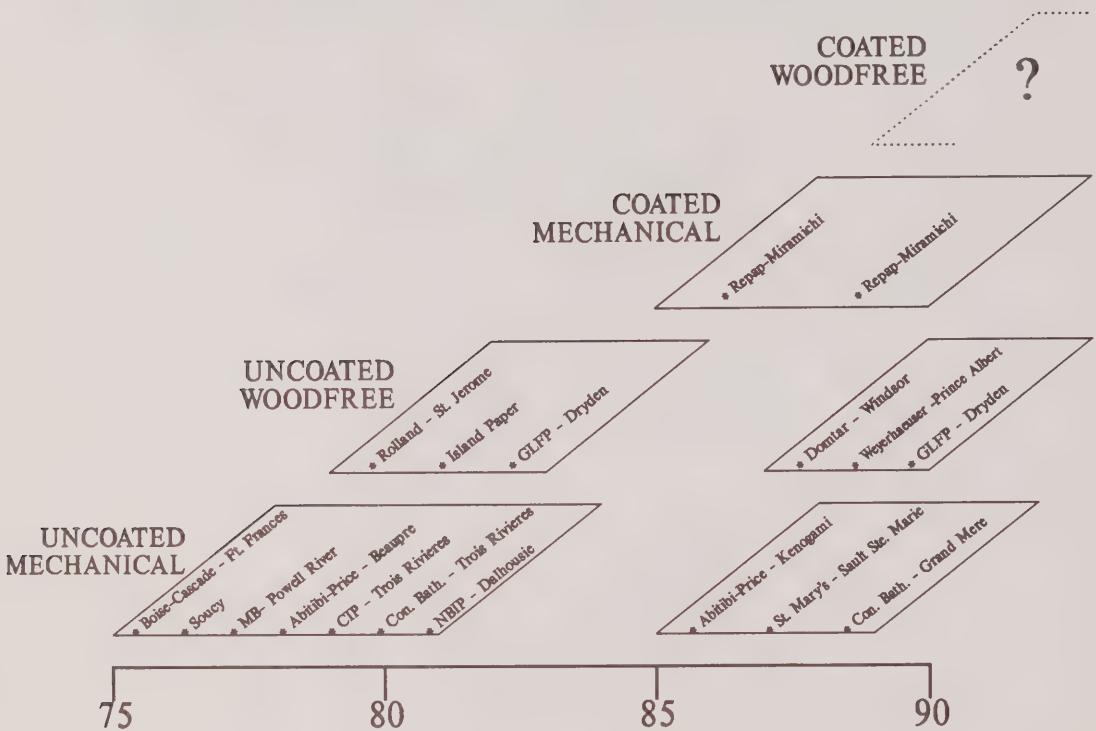 COATED
WOODFREE
?
COATED
MECHANICAL
Repap-Miramichi
Repap-Miramichi
UNCOATED
WOODFREE
Rolland - St. Jerome
Island Paper
GLFP - Dryden
Domtar - Windsor
Weyerhaeuser -Prince Albert
GLFP - Dryden
UNCOATED
MECHANICAL
Boise-Cascade - Ft. Frances
Soucy
MB- Powell River
Abitibi-Price - Beaupre
CIP - Trois Rivieres
Con. Bath. - Trois Rivieres
NBIP - Dalhousie
Abitibi-Price - Kenogami
St. Mary's - Sault Ste. Marie
Con. Bath. - Grand Mere
75
80
85
90